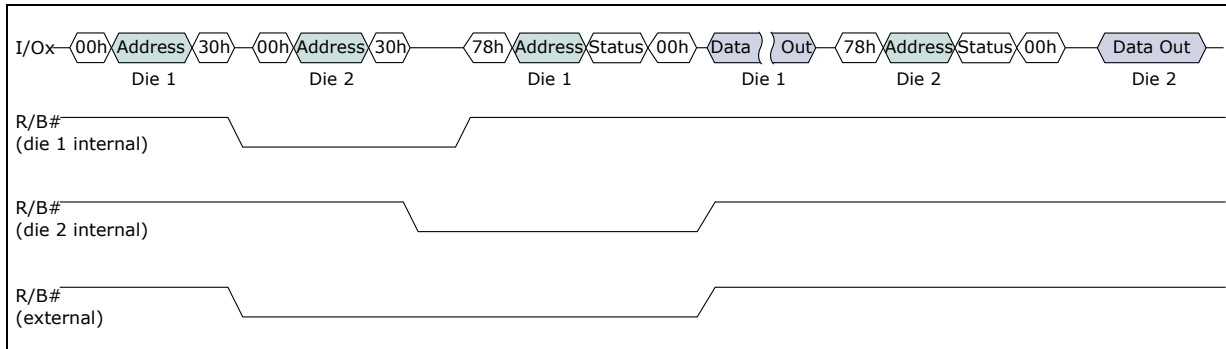 I/Ox 00h Address 30h 00h Address 30h 78h Address Status 00h Data Out 78h Address Status 00h Data Out
Die 1 Die 2 Die 1 Die 1 Die 2 Die 2
R/B#
(die 1 internal)
R/B#
(die 2 internal)
R/B#
(external)